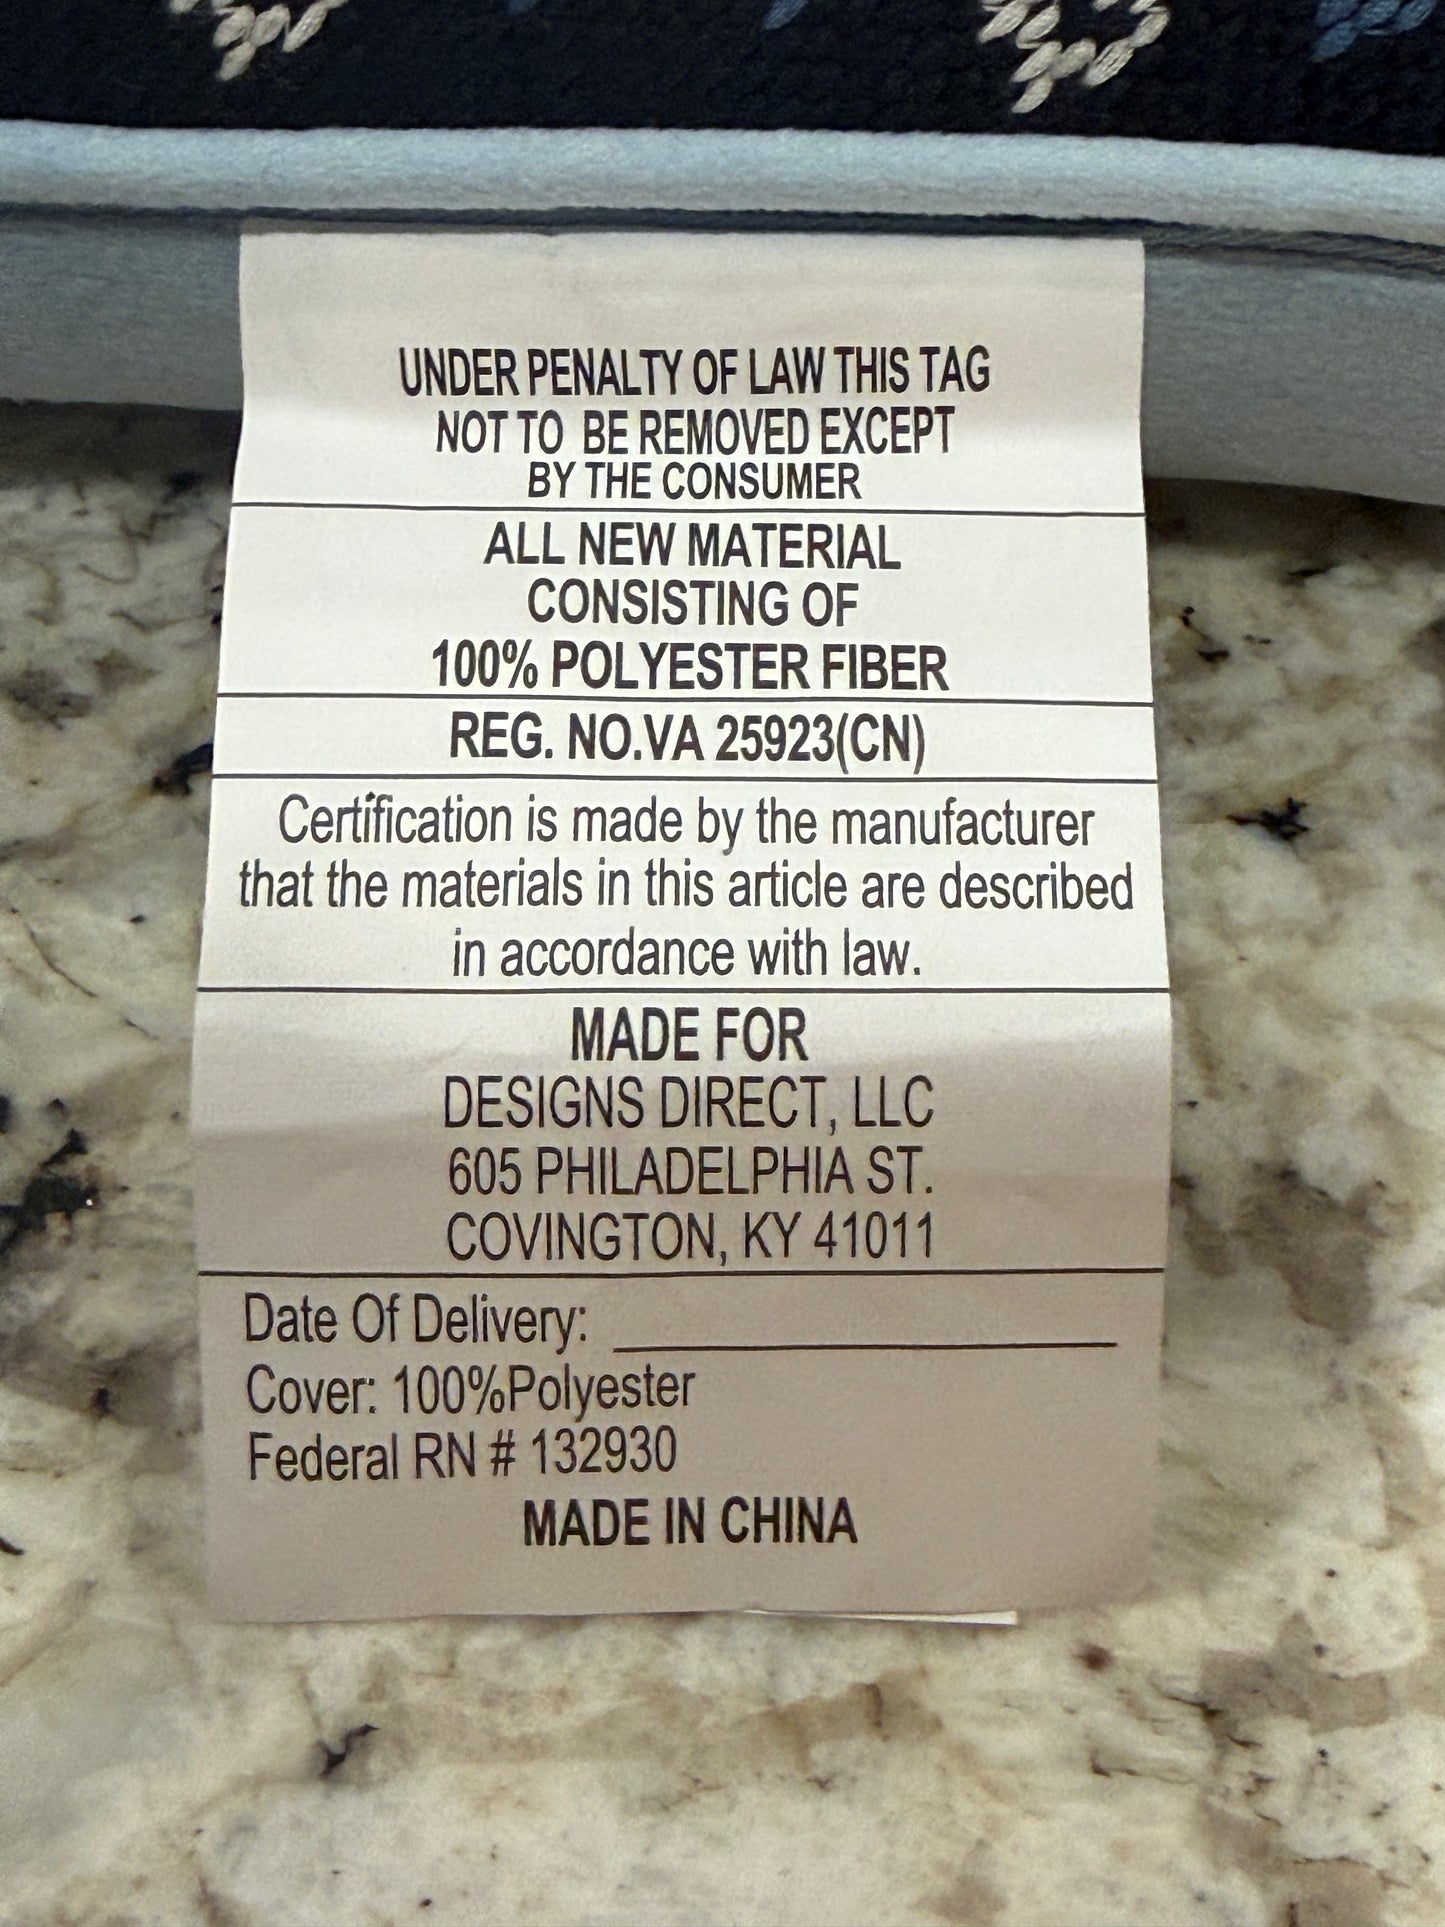 UNDER PENALTY OF LAW THIS TAG
NOT TO BE REMOVED EXCEPT
BY THE CONSUMER
ALL NEW MATERIAL
CONSISTING OF
100% POLYESTER FIBER
REG. NO.VA 25923(CN)
Certification is made by the manufacturer
that the materials in this article are described
in accordance with law.
MADE FOR
DESIGNS DIRECT, LLC
605 PHILADELPHIA ST.
COVINGTON, KY 41011
Date Of Delivery:
Cover: 100%Polyester
Federal RN # 132930
MADE IN CHINA